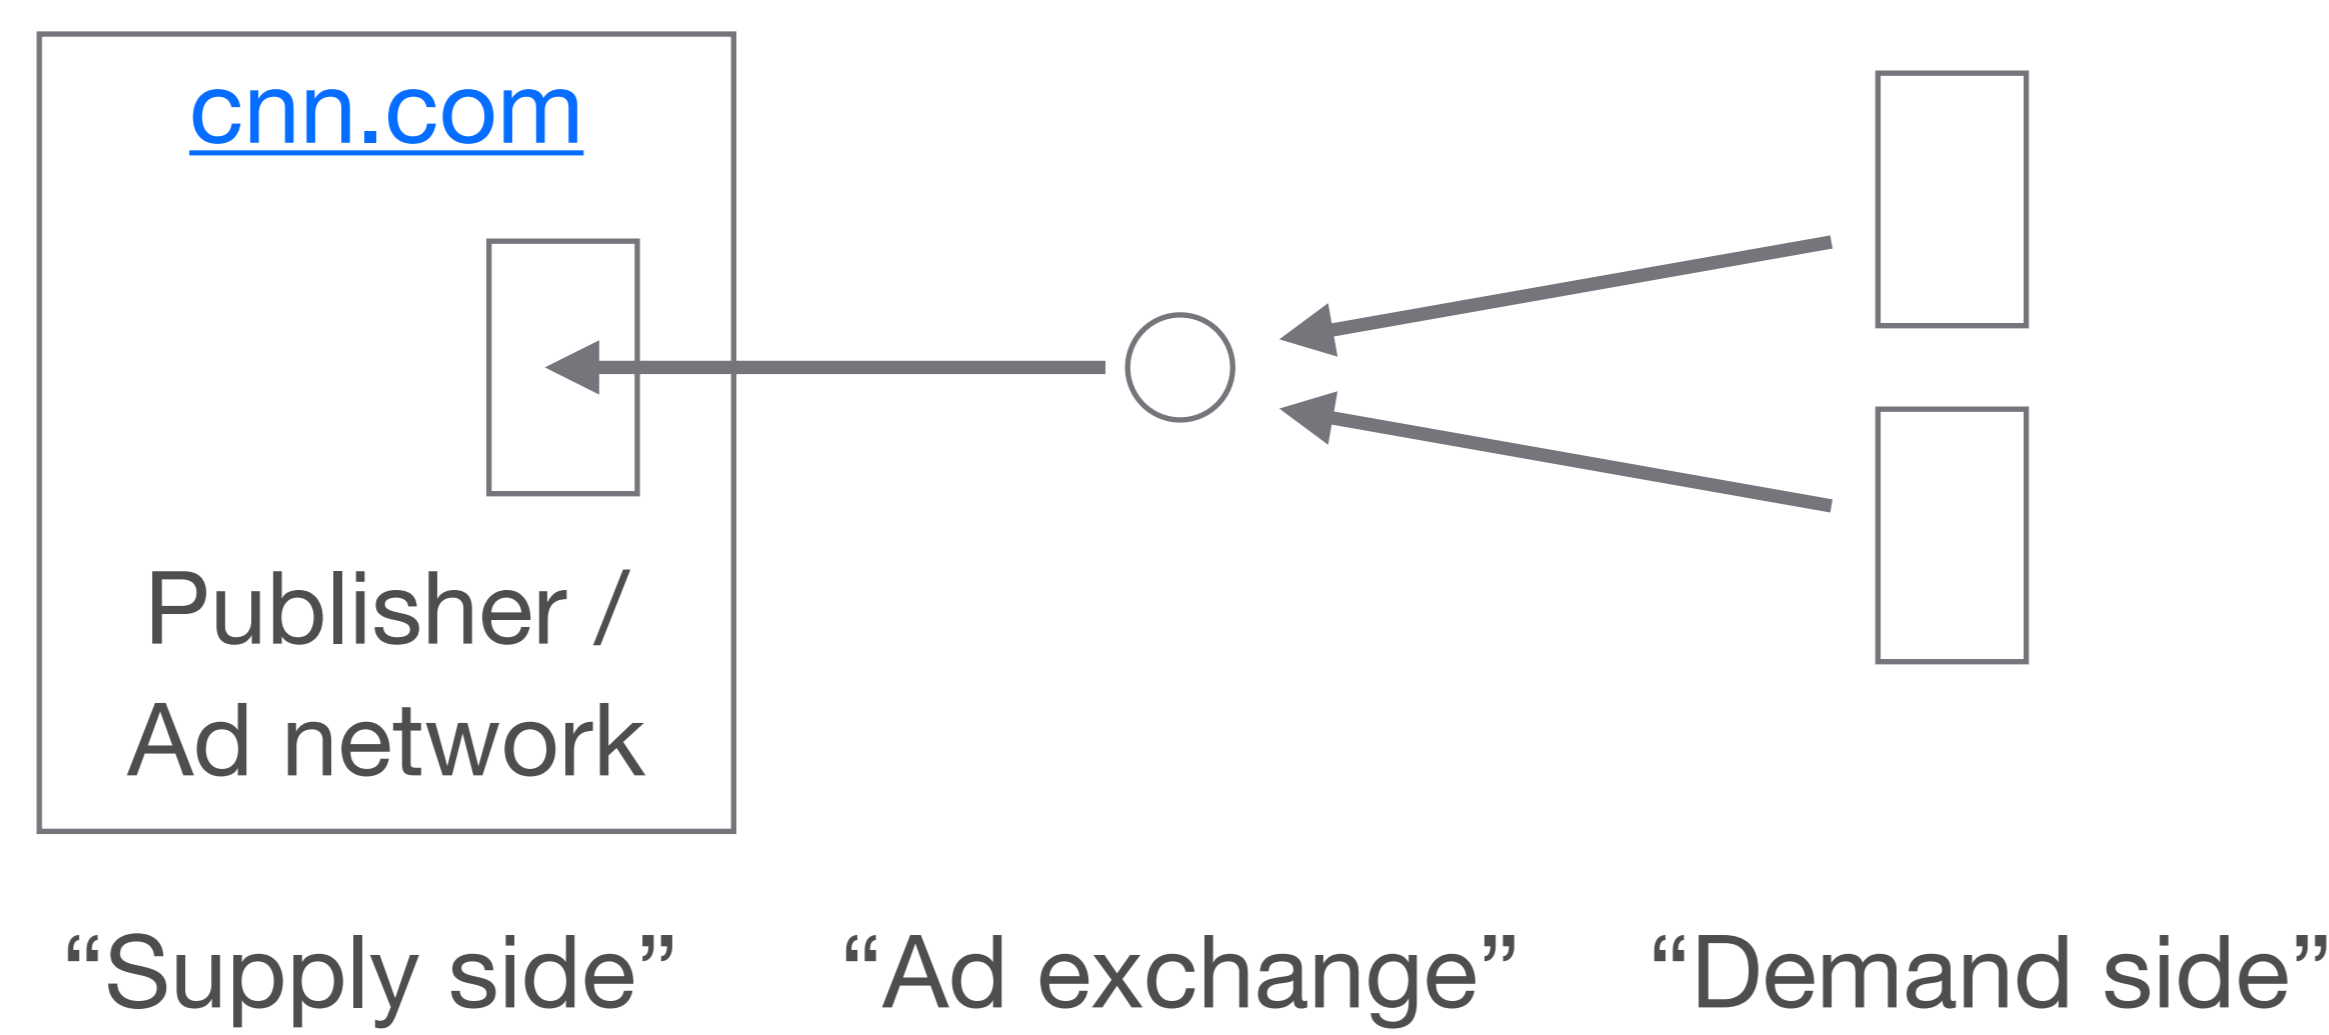 cnn.com
Publisher /
Ad network
“Supply side”
“Ad exchange”
“Demand side”